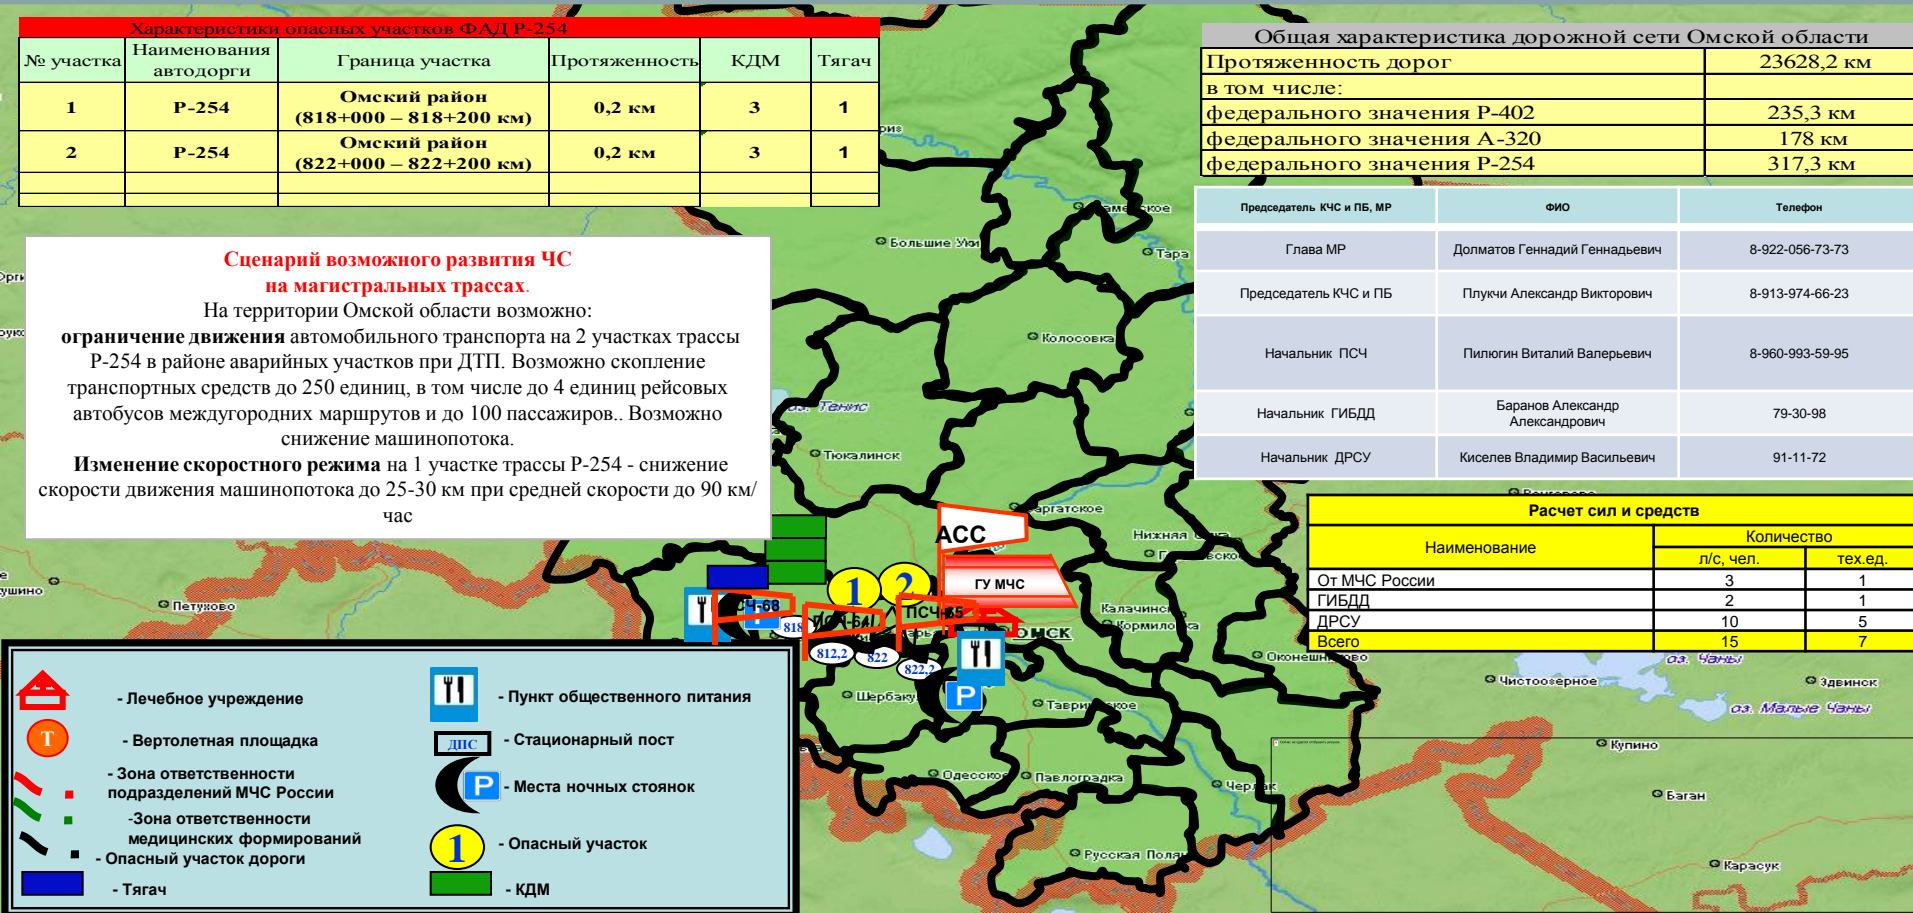 Характеристики опасных участков ФАД Р-254
№ участка Наименования автодорги Граница участка Протяженность КДМ Тягач
1 Р-254 Омский район (818+000 – 818+200 км) 0,2 км 3 1
2 Р-254 Омский район (822+000 – 822+200 км) 0,2 км 3 1
Общая характеристика дорожной сети Омской области
Протяженность дорог 23628,2 км
в том числе:
федерального значения Р-402 235,3 км
федерального значения А-320 178 км
федерального значения Р-254 317,3 км
Председатель КЧС и ПБ, МР ФИО Телефон
Глава МР Долматов Геннадий Геннадьевич 8-922-056-73-73
Председатель КЧС и ПБ Плукчи Александр Викторович 8-913-974-66-23
Начальник ПСЧ Пилюгин Виталий Валерьевич 8-960-993-59-95
Начальник ГИБДД Баранов Александр Александрович 79-30-98
Начальник ДРСУ Киселев Владимир Васильевич 91-11-72
Сценарий возможного развития ЧС
на магистральных трассах.
На территории Омской области возможно:
ограничение движения автомобильного транспорта на 2 участках трассы
Р-254 в районе аварийных участков при ДТП. Возможно скопление
транспортных средств до 250 единиц, в том числе до 4 единиц рейсовых
автобусов междугородних маршрутов и до 100 пассажиров.. Возможно
снижение машинопотока.
Изменение скоростного режима на 1 участке трассы Р-254 - снижение
скорости движения машинопотока до 25-30 км при средней скорости до 90 км/
час
Расчет сил и средств
Наименование Количество
л/с, чел. тех.ед.
От МЧС России 3 1
ГИБДД 2 1
ДРСУ 10 5
Всего 15 7
Большие Уки
Тара
Колосовка
оз. Тенис
Тюкалинск
Нижняя
Петухово
АСС
ГУ МЧС
1
2
СЧ-68
ПСЧ-64
ПСЧ-65
P
818
812,2
822
822,2
Омск
Калачинск
Кормиловка
Оконешниково
Щербаку
Таврическое
P
Одесское
Павлоградка
Черлак
Русская Поляна
Чистоозерное
оз. Чаны
Здвинск
оз. Малые Чаны
Купино
Баган
Карасук
- Лечебное учреждение
Т - Вертолетная площадка
- Зона ответственности
подразделений МЧС России
-Зона ответственности
медицинских формирований
- Опасный участок дороги
- Тягач
- Пункт общественного питания
ДПС - Стационарный пост
P - Места ночных стоянок
1 - Опасный участок
- КДМ